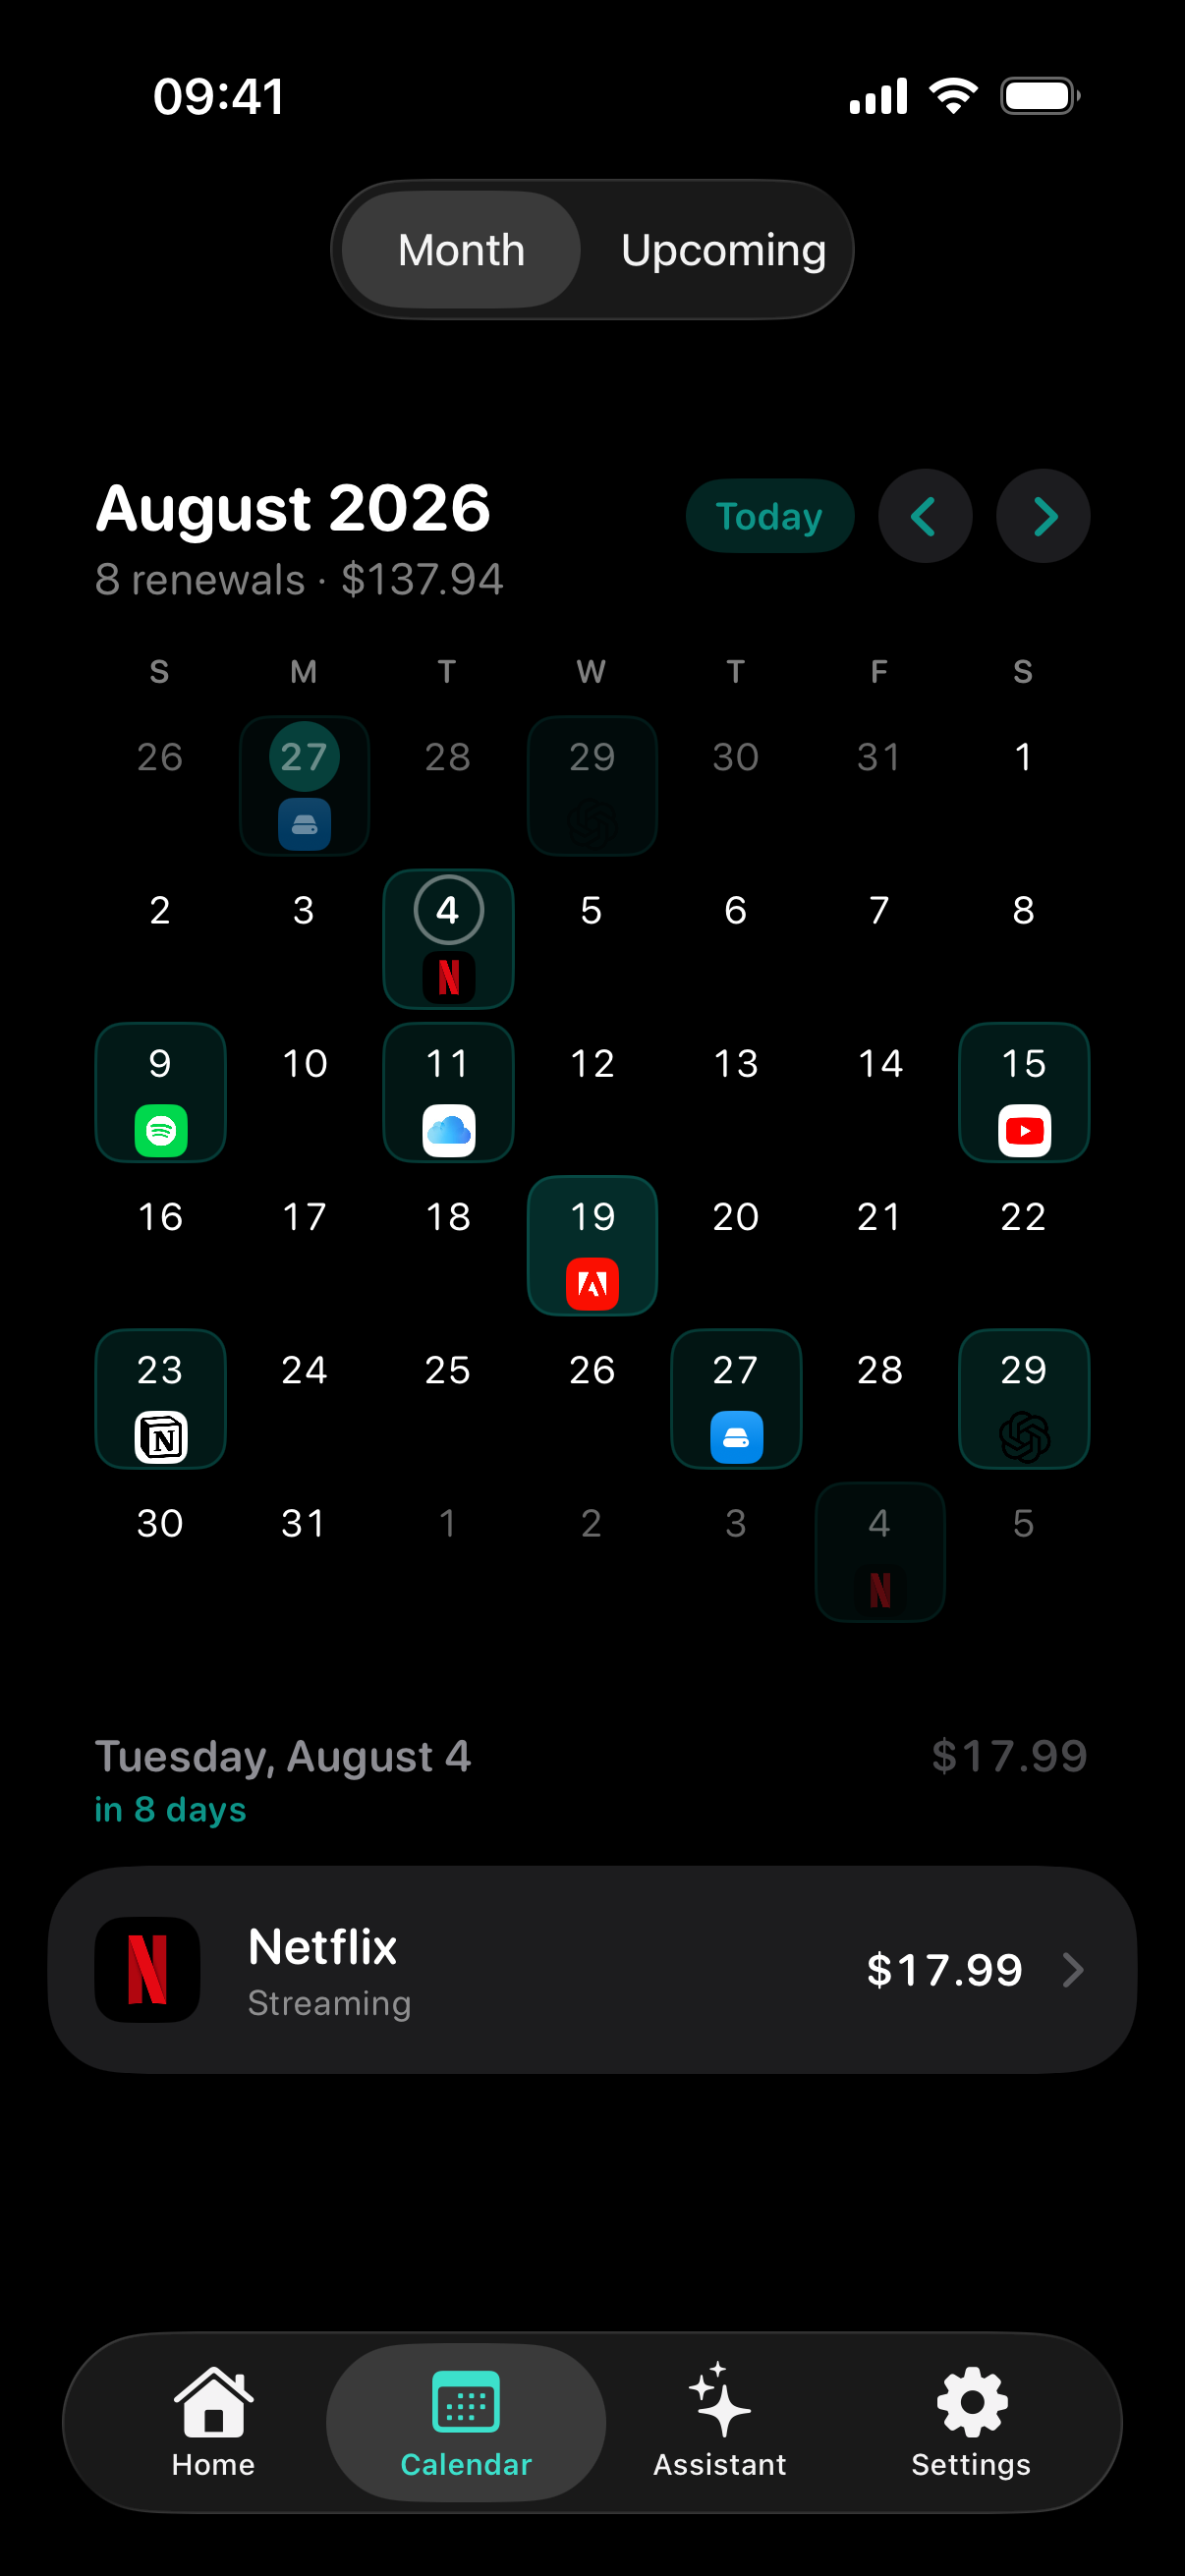 09:41
Month Upcoming
August 2026
Today
8 renewals · $137.94
S M T W T F S
26 27 28 29 30 31 1
2 3 4 5 6 7 8
N
9 10 11 12 13 14 15
16 17 18 19 20 21 22
23 24 25 26 27 28 29
N
30 31 1 2 3 4 5
N
Tuesday, August 4 $17.99
in 8 days
N
Netflix
Streaming
$17.99
Home Calendar Assistant Settings